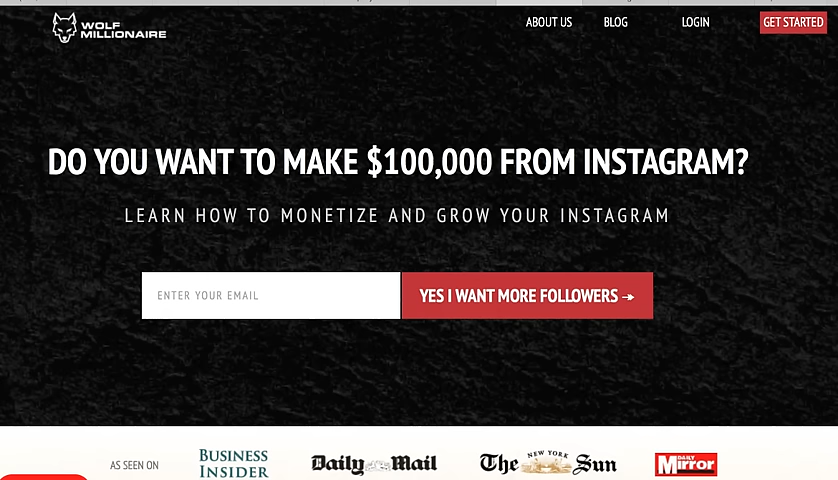 WOLF
MILLIONAIRE
ABOUT US
BLOG
LOGIN
GET STARTED
DO YOU WANT TO MAKE $100,000 FROM INSTAGRAM?
LEARN HOW TO MONETIZE AND GROW YOUR INSTAGRAM
ENTER YOUR EMAIL
YES I WANT MORE FOLLOWERS
AS SEEN ON
BUSINESS
INSIDER
Daily Mail
The NEW YORK Sun
DAILY
Mirror